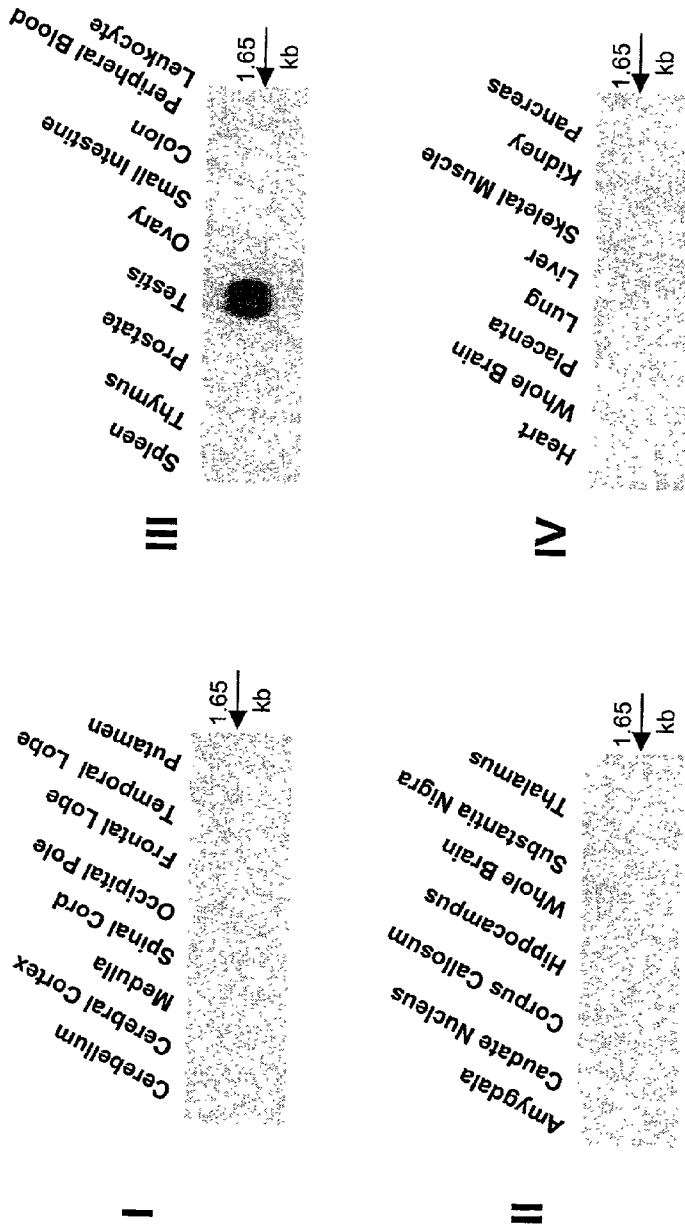 I
Cerebellum
Cerebral Cortex
Medulla
Spinal Cord
Occipital Pole
Frontal Lobe
Temporal Lobe
Putamen
1.65
kb
II
Amygdala
Caudate Nucleus
Corpus Callosum
Hippocampus
Whole Brain
Substantia Nigra
Thalamus
1.65
kb
III
Spleen
Thymus
Prostate
Testis
Ovary
Small Intestine
Colon
Peripheral Blood
Leukocyte
1.65
kb
IV
Heart
Whole Brain
Placenta
Lung
Liver
Skeletal Muscle
Kidney
Pancreas
1.65
kb